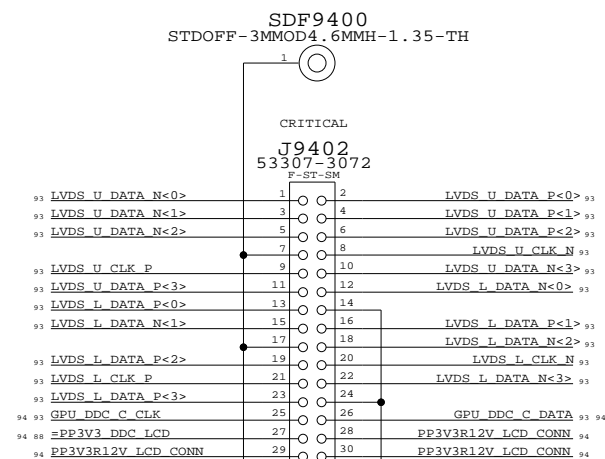 SDF9400
STDOFF-3MMOD4.6MMH-1.35-TH
1
CRITICAL
J9402
53307-3072
F-ST-SM
93 LVDS_U_DATA_N<0> 1 2 LVDS_U_DATA_P<0> 93
93 LVDS_U_DATA_N<1> 3 4 LVDS_U_DATA_P<1> 93
93 LVDS_U_DATA_N<2> 5 6 LVDS_U_DATA_P<2> 93
7 8 LVDS_U_CLK_N 93
93 LVDS_U_CLK_P 9 10 LVDS_U_DATA_N<3> 93
93 LVDS_U_DATA_P<3> 11 12 LVDS_L_DATA_N<0> 93
93 LVDS_L_DATA_P<0> 13 14
93 LVDS_L_DATA_N<1> 15 16 LVDS_L_DATA_P<1> 93
17 18 LVDS_L_DATA_N<2> 93
93 LVDS_L_DATA_P<2> 19 20 LVDS_L_CLK_N 93
93 LVDS_L_CLK_P 21 22 LVDS_L_DATA_N<3> 93
93 LVDS_L_DATA_P<3> 23 24
94 93 GPU_DDC_C_CLK 25 26 GPU_DDC_C_DATA 93 94
94 88 =PP3V3_DDC_LCD 27 28 PP3V3R12V_LCD_CONN 94
94 PP3V3R12V_LCD_CONN 29 30 PP3V3R12V_LCD_CONN 94